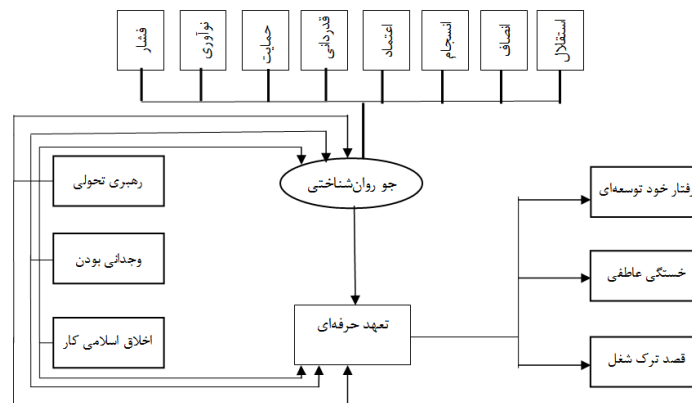 استقلال
انصاف
انسجام
اعتماد
قدردانی
حمایت
نوآوری
فشار
جو روان‌شناختی
رهبری تحولی
وجدانی بودن
اخلاق اسلامی کار
تعهد حرفه‌ای
رفتار خود توسعه‌ای
خستگی عاطفی
قصد ترک شغل